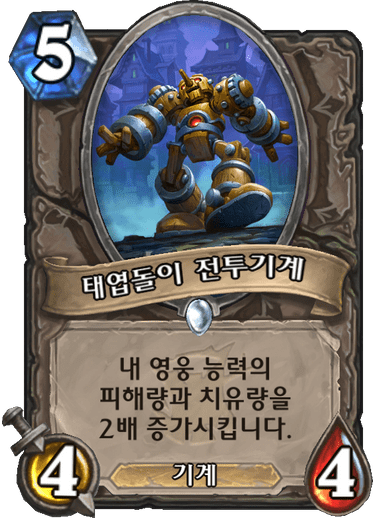 5
태엽돌이 전투기계
내 영웅 능력의
피해량과 치유량을
2배 증가시킵니다.
4
기계
4